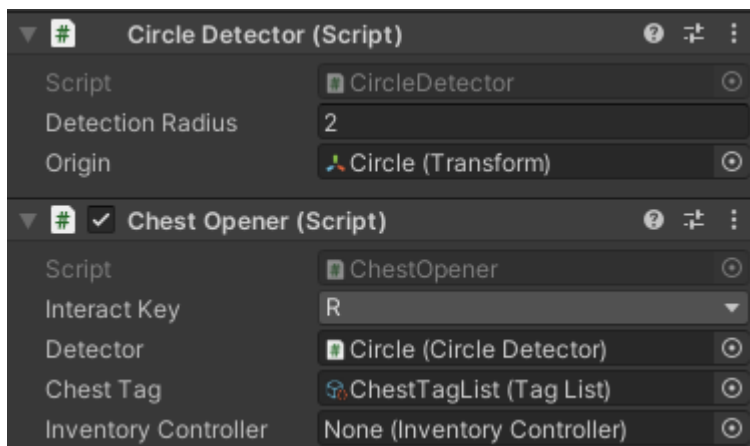 Circle Detector (Script)
Script CircleDetector
Detection Radius 2
Origin Circle (Transform)
Chest Opener (Script)
Script ChestOpener
Interact Key R
Detector Circle (Circle Detector)
Chest Tag ChestTagList (Tag List)
Inventory Controller None (Inventory Controller)